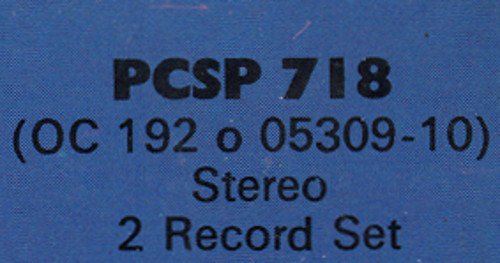 PCSP 718
(OC 192 o 05309-10)
Stereo
2 Record Set